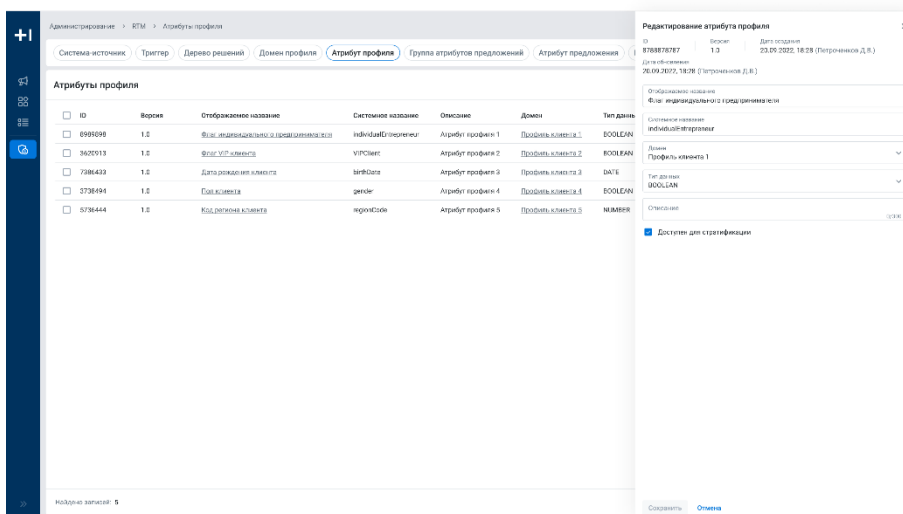 Администрирование > RTM > Атрибуты профиля
Система-источник Триггер Дерево решений Домен профиля Атрибут профиля Группа атрибутов предложений Атрибут предложения
Атрибуты профиля
ID Версия Отображаемое название Системное название Описание Домен Тип данны
8989898 1.0 Флаг индивидуального предпринимателя individualEntrepreneur Атрибут профиля 1 Профиль клиента 1 BOOLEAN
3620913 1.0 Флаг VIP клиента VIPClient Атрибут профиля 2 Профиль клиента 2 BOOLEAN
7386433 1.0 Дата рождения клиента birthDate Атрибут профиля 3 Профиль клиента 3 DATE
3738494 1.0 Пол клиента gender Атрибут профиля 4 Профиль клиента 4 BOOLEAN
5736444 1.0 Код региона клиента regionCode Атрибут профиля 5 Профиль клиента 5 NUMBER
Найдено записей: 5
Редактирование атрибута профиля
ID Версия Дата создания
8788878787 1.0 20.09.2022, 18:28 (Петроченков Д.В.)
Дата обновления
20.09.2022, 18:28 (Петроченков Д.В.)
Отображаемое название
Флаг индивидуального предпринимателя
Системное название
individualEntrepreneur
Домен
Профиль клиента 1
Тип данных
BOOLEAN
Описание
Доступен для стратификации
Сохранить Отмена